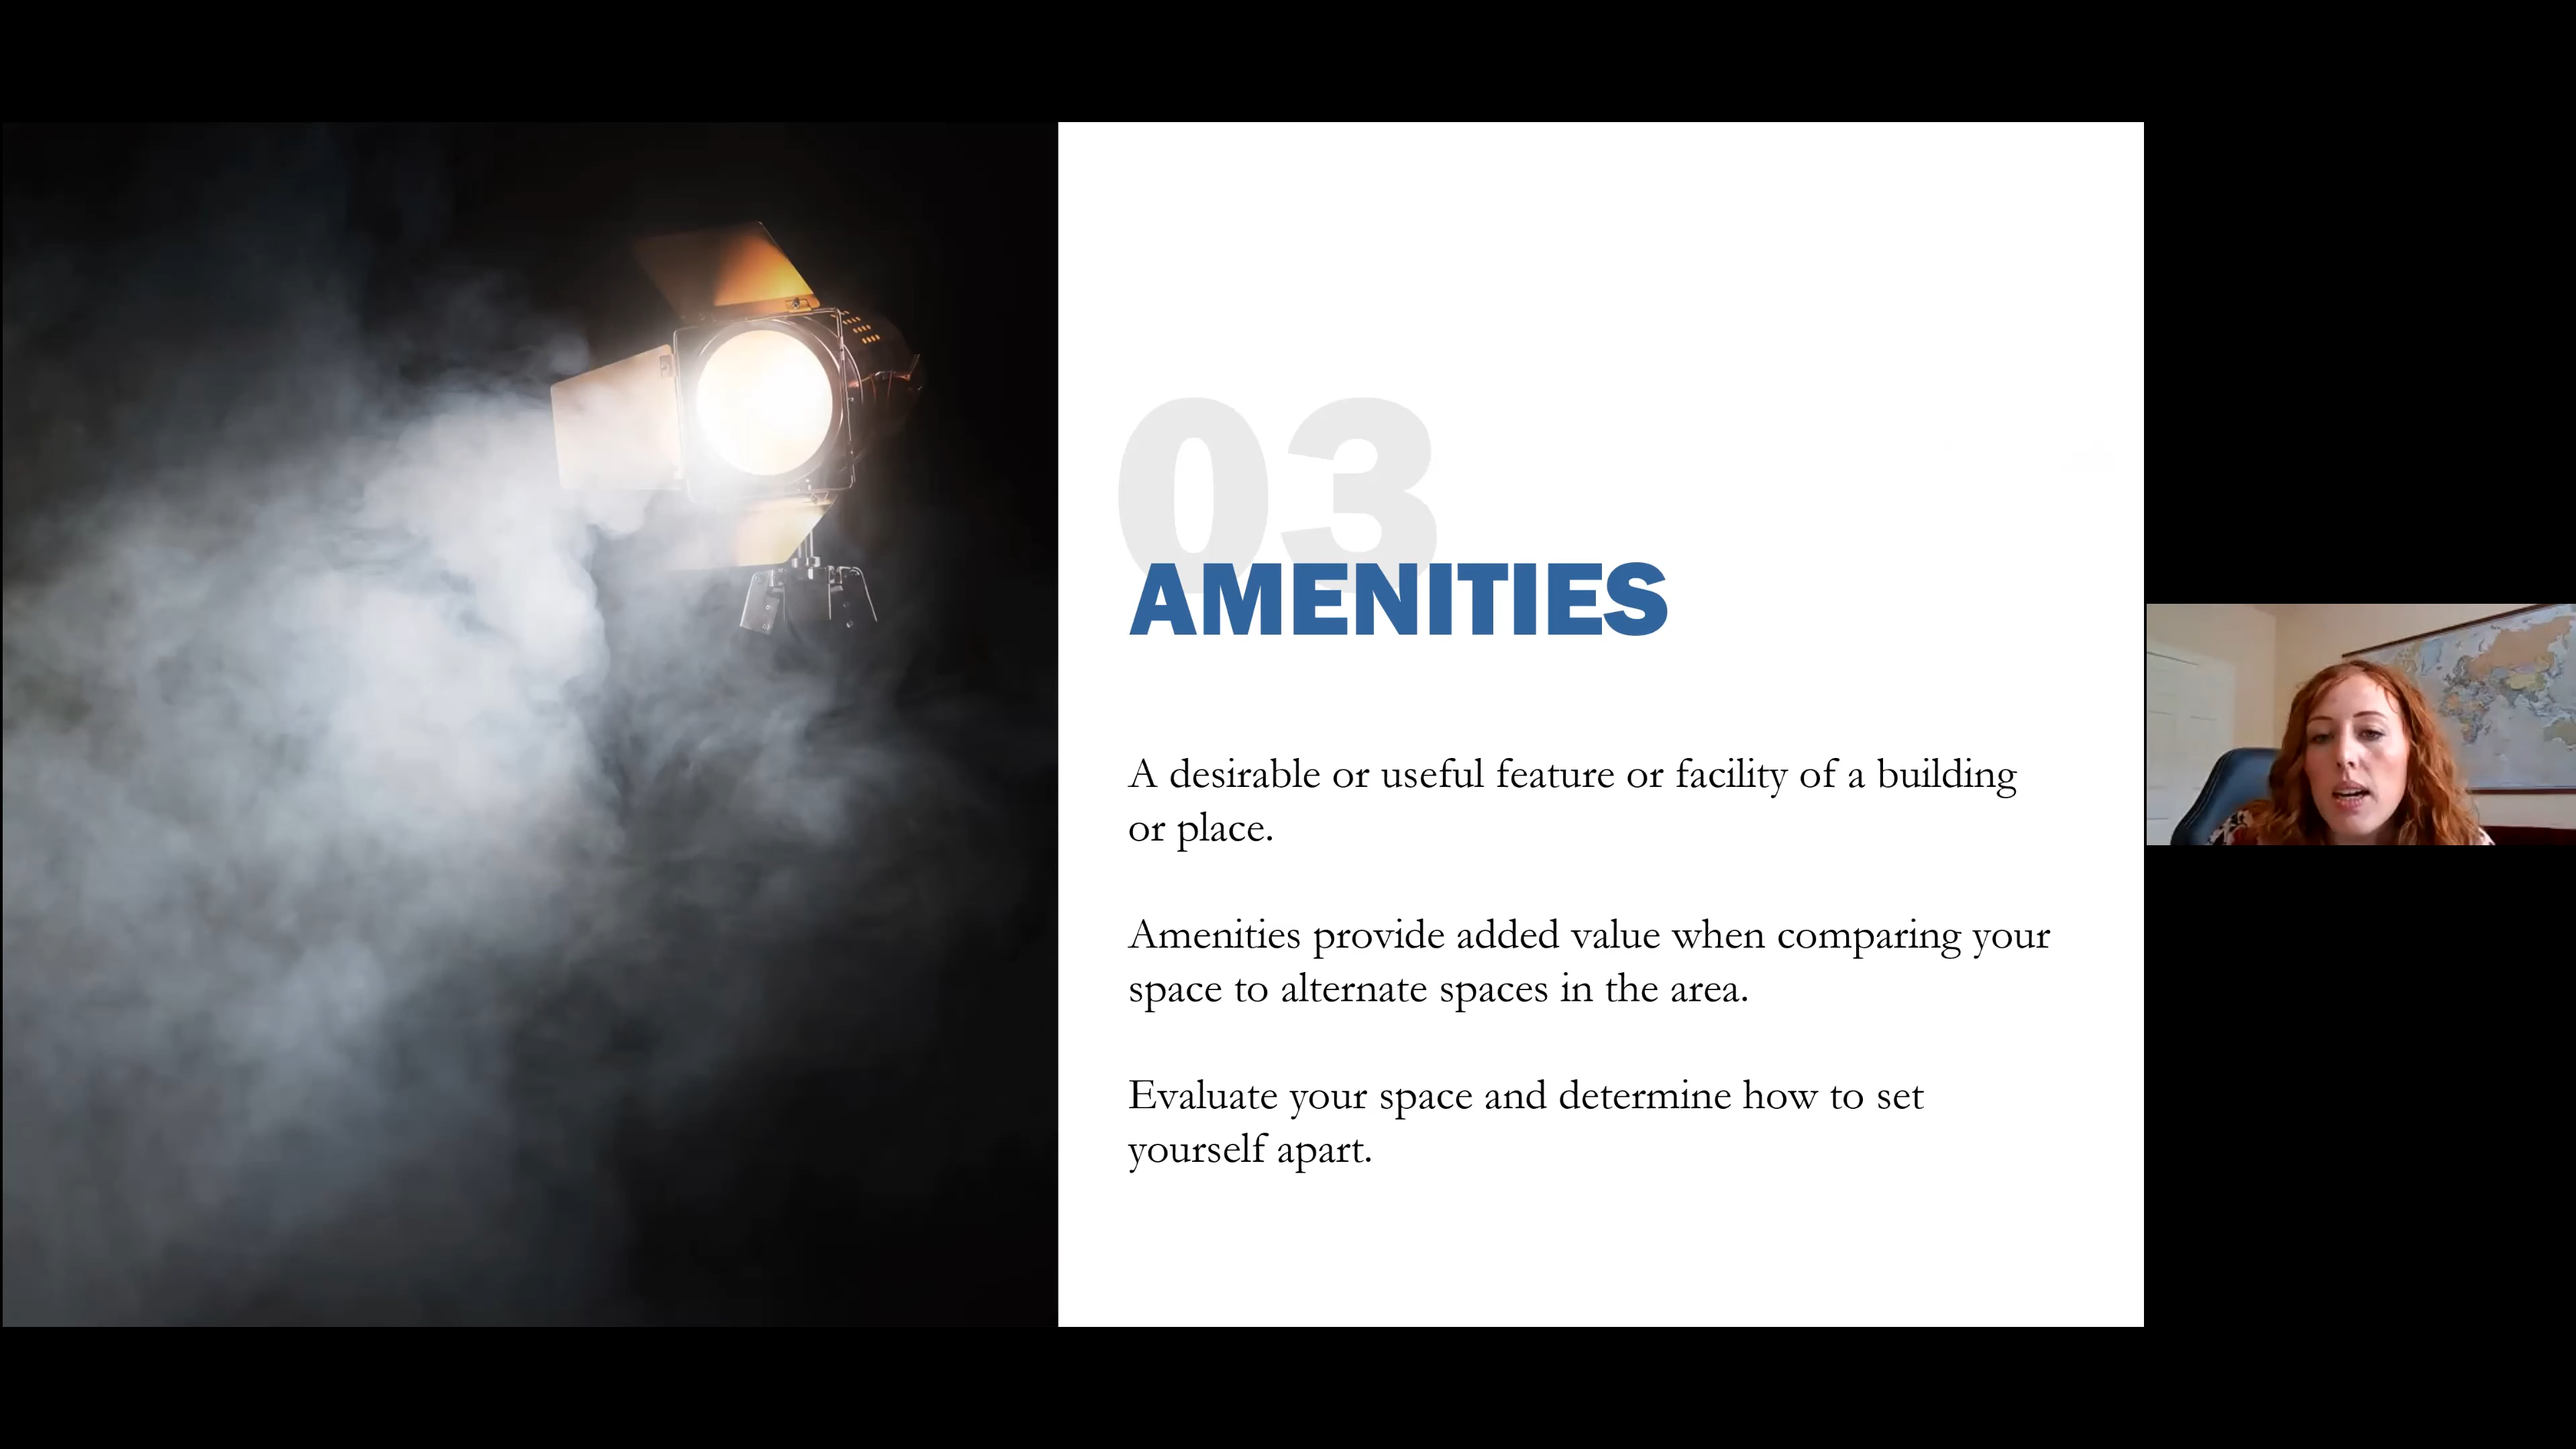 03
AMENITIES
A desirable or useful feature or facility of a building
or place.
Amenities provide added value when comparing your
space to alternate spaces in the area.
Evaluate your space and determine how to set
yourself apart.